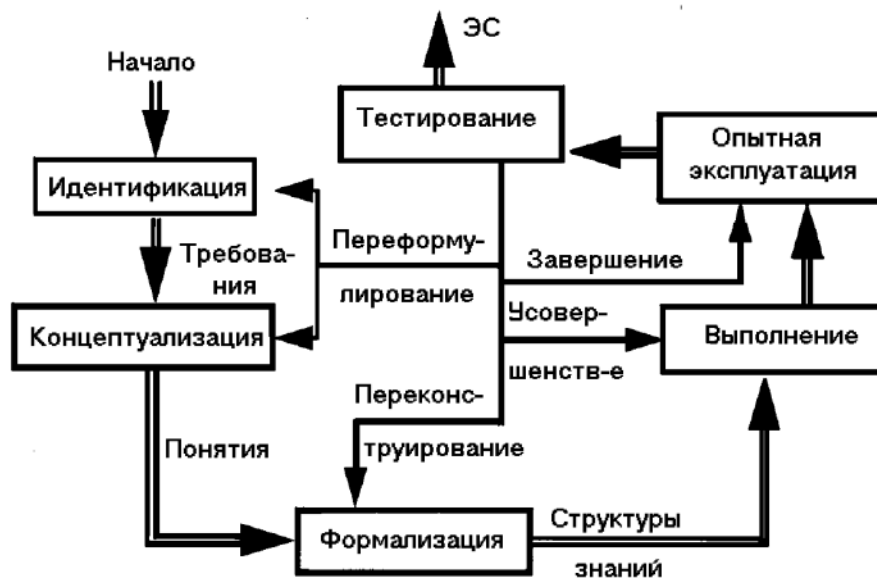 ЭС
Начало
Тестирование
Опытная
эксплуатация
Идентификация
Требова-
ния
Переформу-
лирование
Завершение
Концептуализация
Усовер-
шенств-е
Выполнение
Переконс-
труирование
Понятия
Формализация
Структуры
знаний